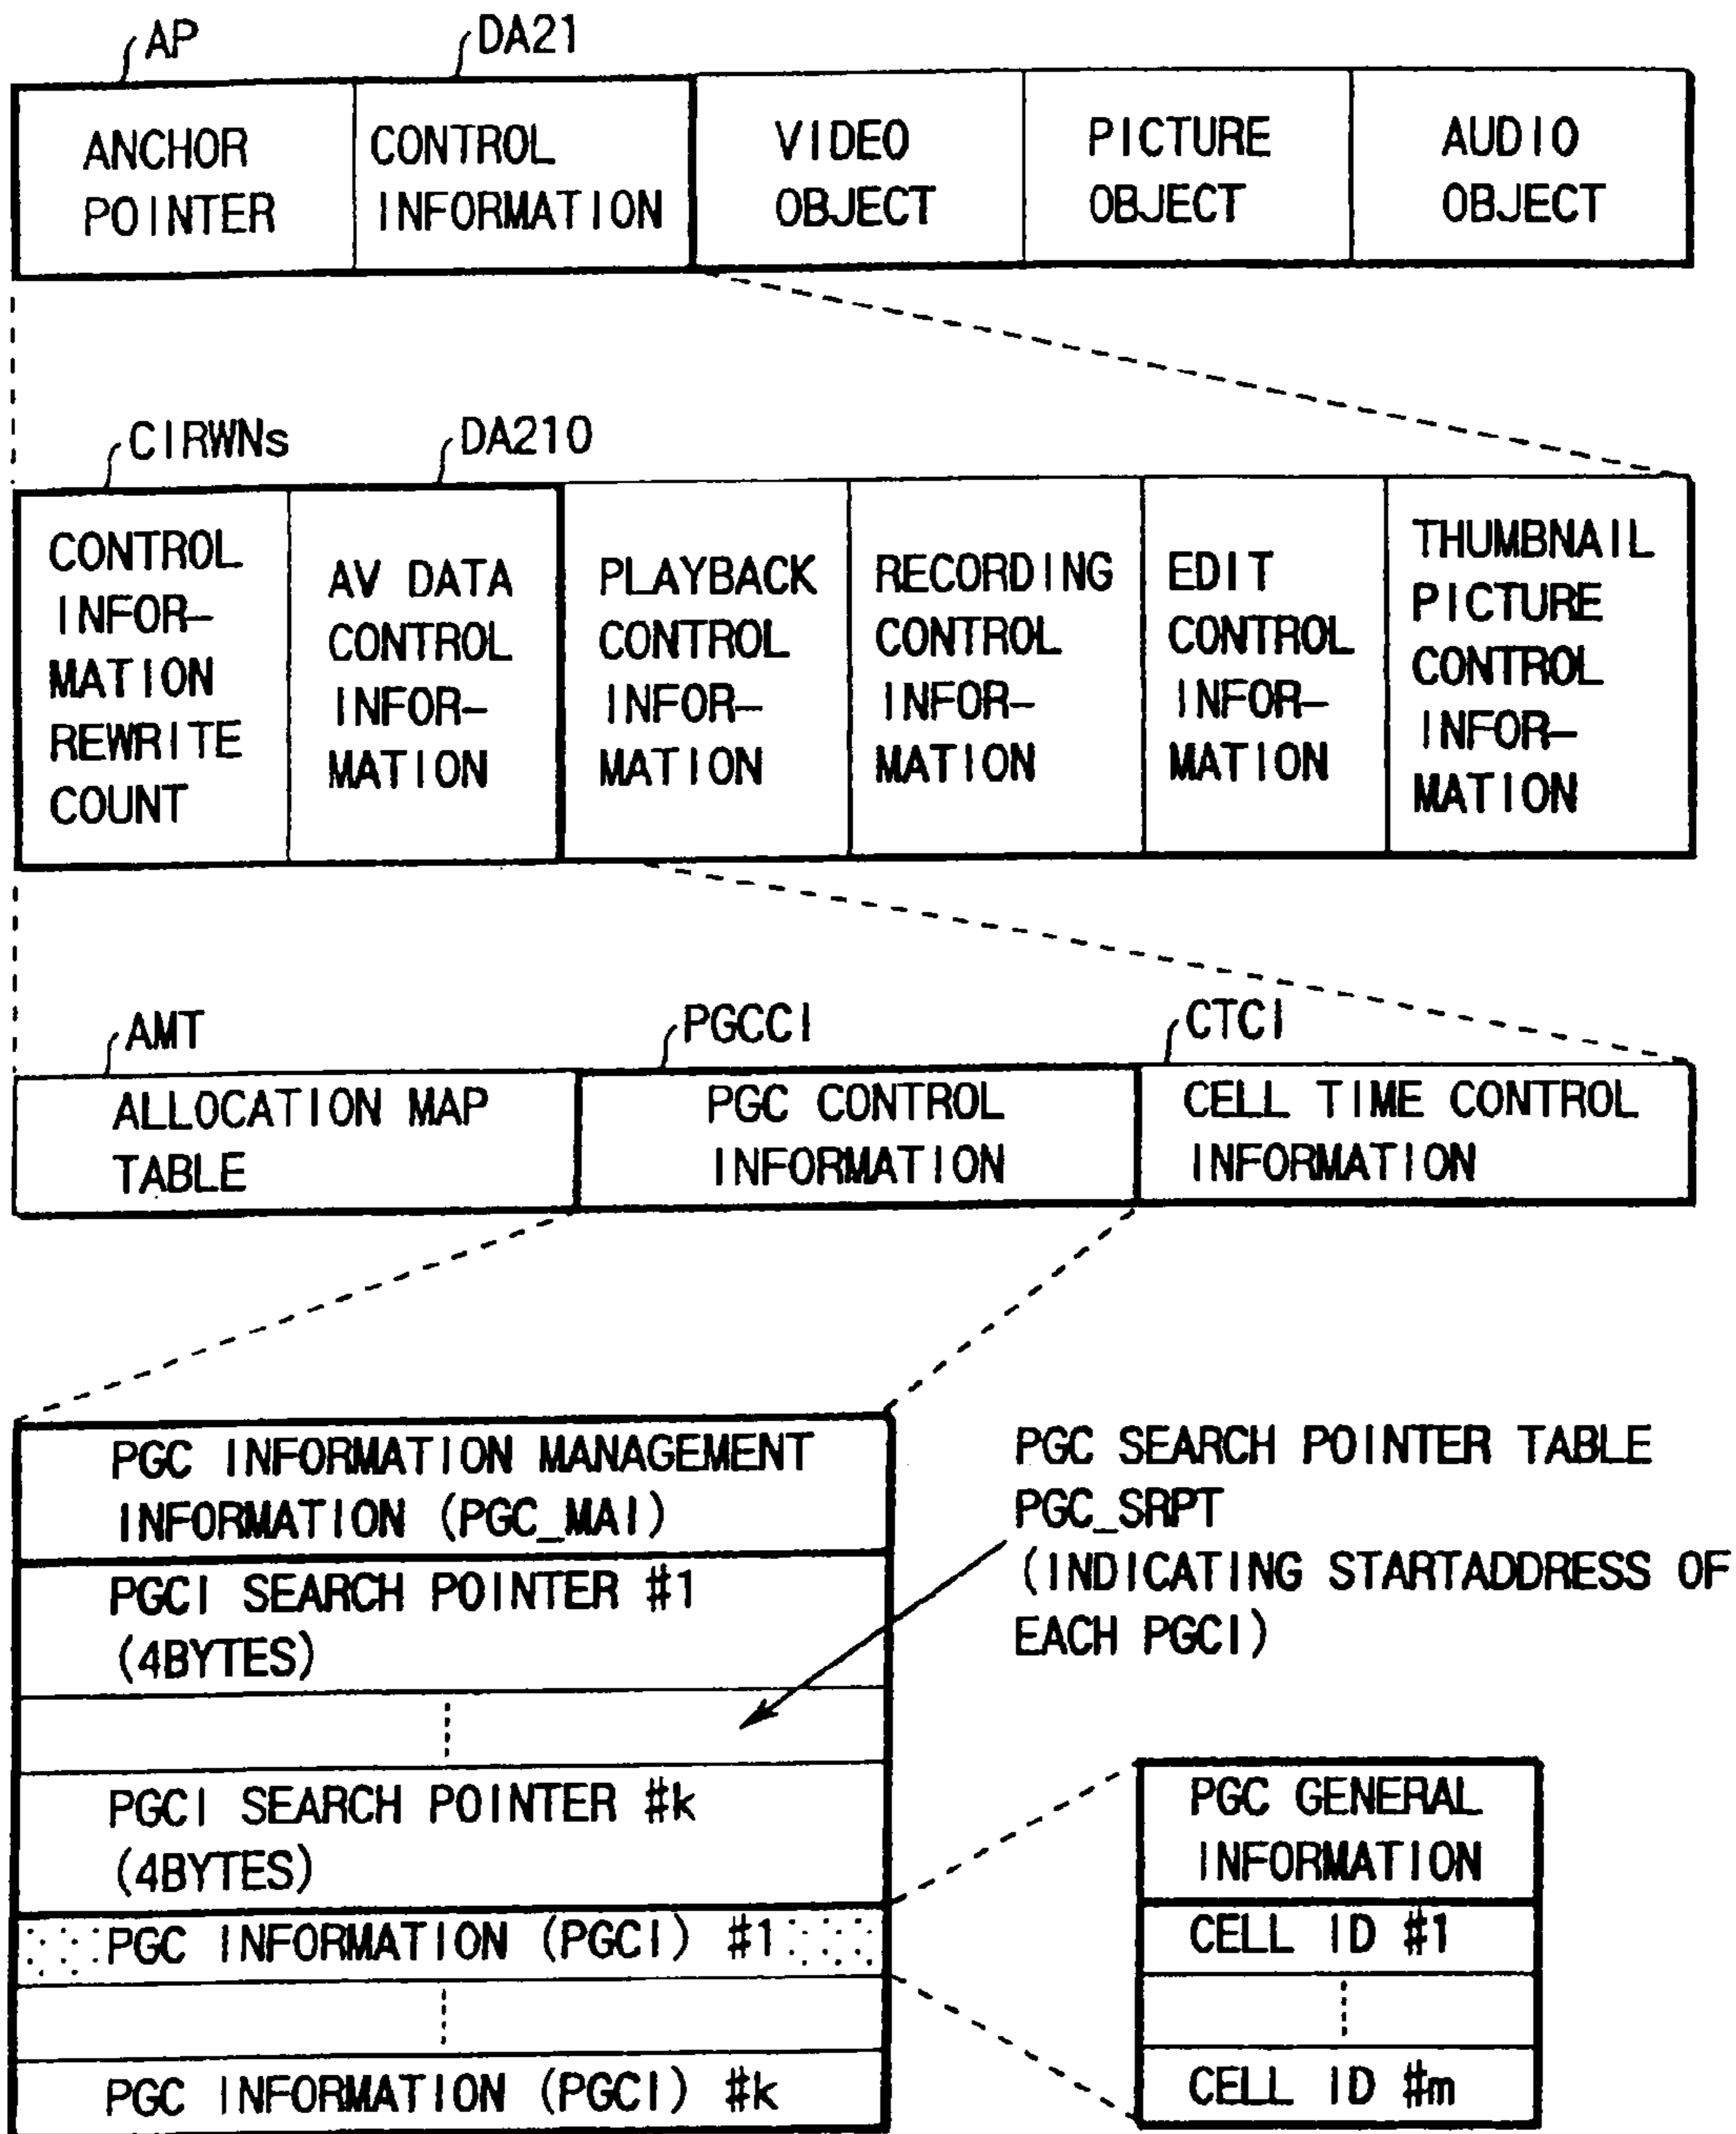 AP
DA21
ANCHOR
POINTER
CONTROL
INFORMATION
VIDEO
OBJECT
PICTURE
OBJECT
AUDIO
OBJECT
CIRWNs
DA210
CONTROL
INFOR-
MATION
REWRITE
COUNT
AV DATA
CONTROL
INFOR-
MATION
PLAYBACK
CONTROL
INFOR-
MATION
RECORDING
CONTROL
INFOR-
MATION
EDIT
CONTROL
INFOR-
MATION
THUMBNAIL
PICTURE
CONTROL
INFOR-
MATION
AMT
PGCCI
CTCI
ALLOCATION MAP
TABLE
PGC CONTROL
INFORMATION
CELL TIME CONTROL
INFORMATION
PGC INFORMATION MANAGEMENT
INFORMATION (PGC_MAI)
PGCI SEARCH POINTER #1
(4BYTES)
PGCI SEARCH POINTER #k
(4BYTES)
PGC INFORMATION (PGCI) #1
PGC INFORMATION (PGCI) #k
PGC SEARCH POINTER TABLE
PGC_SRPT
(INDICATING STARTADDRESS OF
EACH PGCI)
PGC GENERAL
INFORMATION
CELL ID #1
CELL ID #m